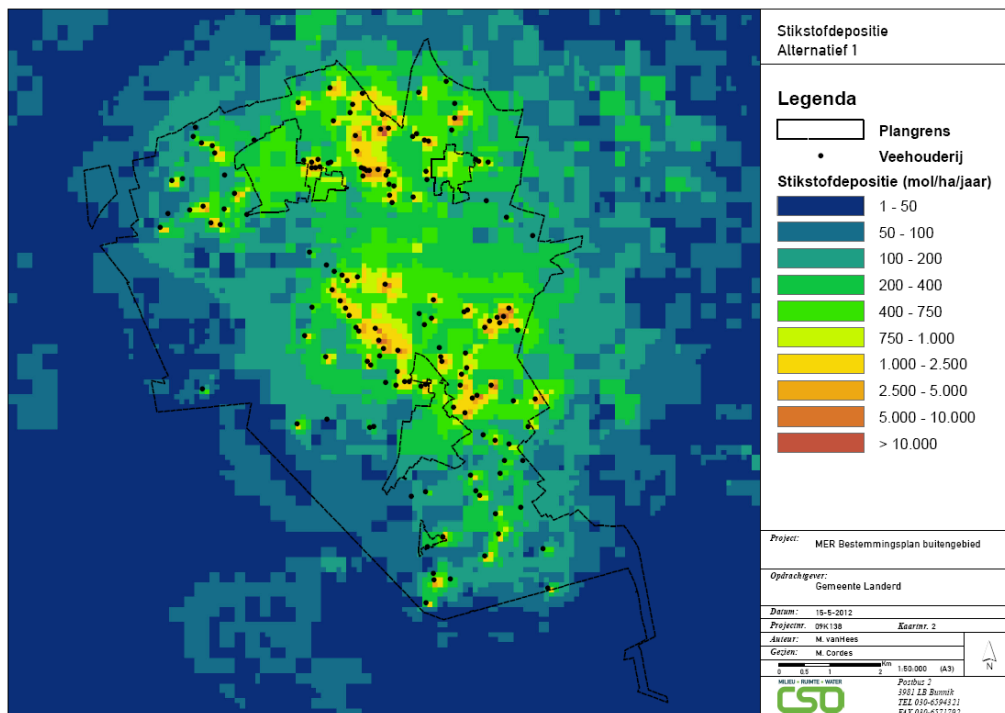 Stikstofdepositie
Alternatief 1
Legenda
Plangrens
Veehouderij
Stikstofdepositie (mol/ha/jaar)
1 - 50
50 - 100
100 - 200
200 - 400
400 - 750
750 - 1.000
1.000 - 2.500
2.500 - 5.000
5.000 - 10.000
> 10.000
Project: MER Bestemmingsplan buitengebied
Opdrachtgever:
Gemeente Landerd
Datum: 15-5-2012
Projectnr. 09K138 Kaartnr. 2
Auteur: M. vanHees
Gezien: M. Cordes
Km
0 0.5 1 2 1:50.000 (A3)
N
MILIEU - RUIMTE - WATER
CSO
Postbus 2
3981 LB Bunnik
TEL 030-6594321
FAX 030-6571792